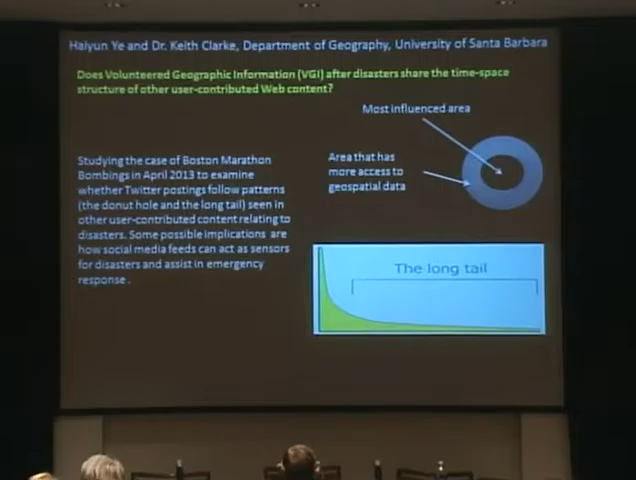 Haiyun Ye and Dr. Keith Clarke, Department of Geography, University of Santa Barbara
Does Volunteered Geographic Information (VGI) after disasters share the time-space
structure of other user-contributed Web content?
Most influenced area
Area that has
more access to
geospatial data
Studying the case of Boston Marathon
Bombings in April 2013 to examine
whether Twitter postings follow patterns
(the donut hole and the long tail) seen in
other user-contributed content relating to
disasters. Some possible implications are
how social media feeds can act as sensors
for disasters and assist in emergency
response .
The long tail